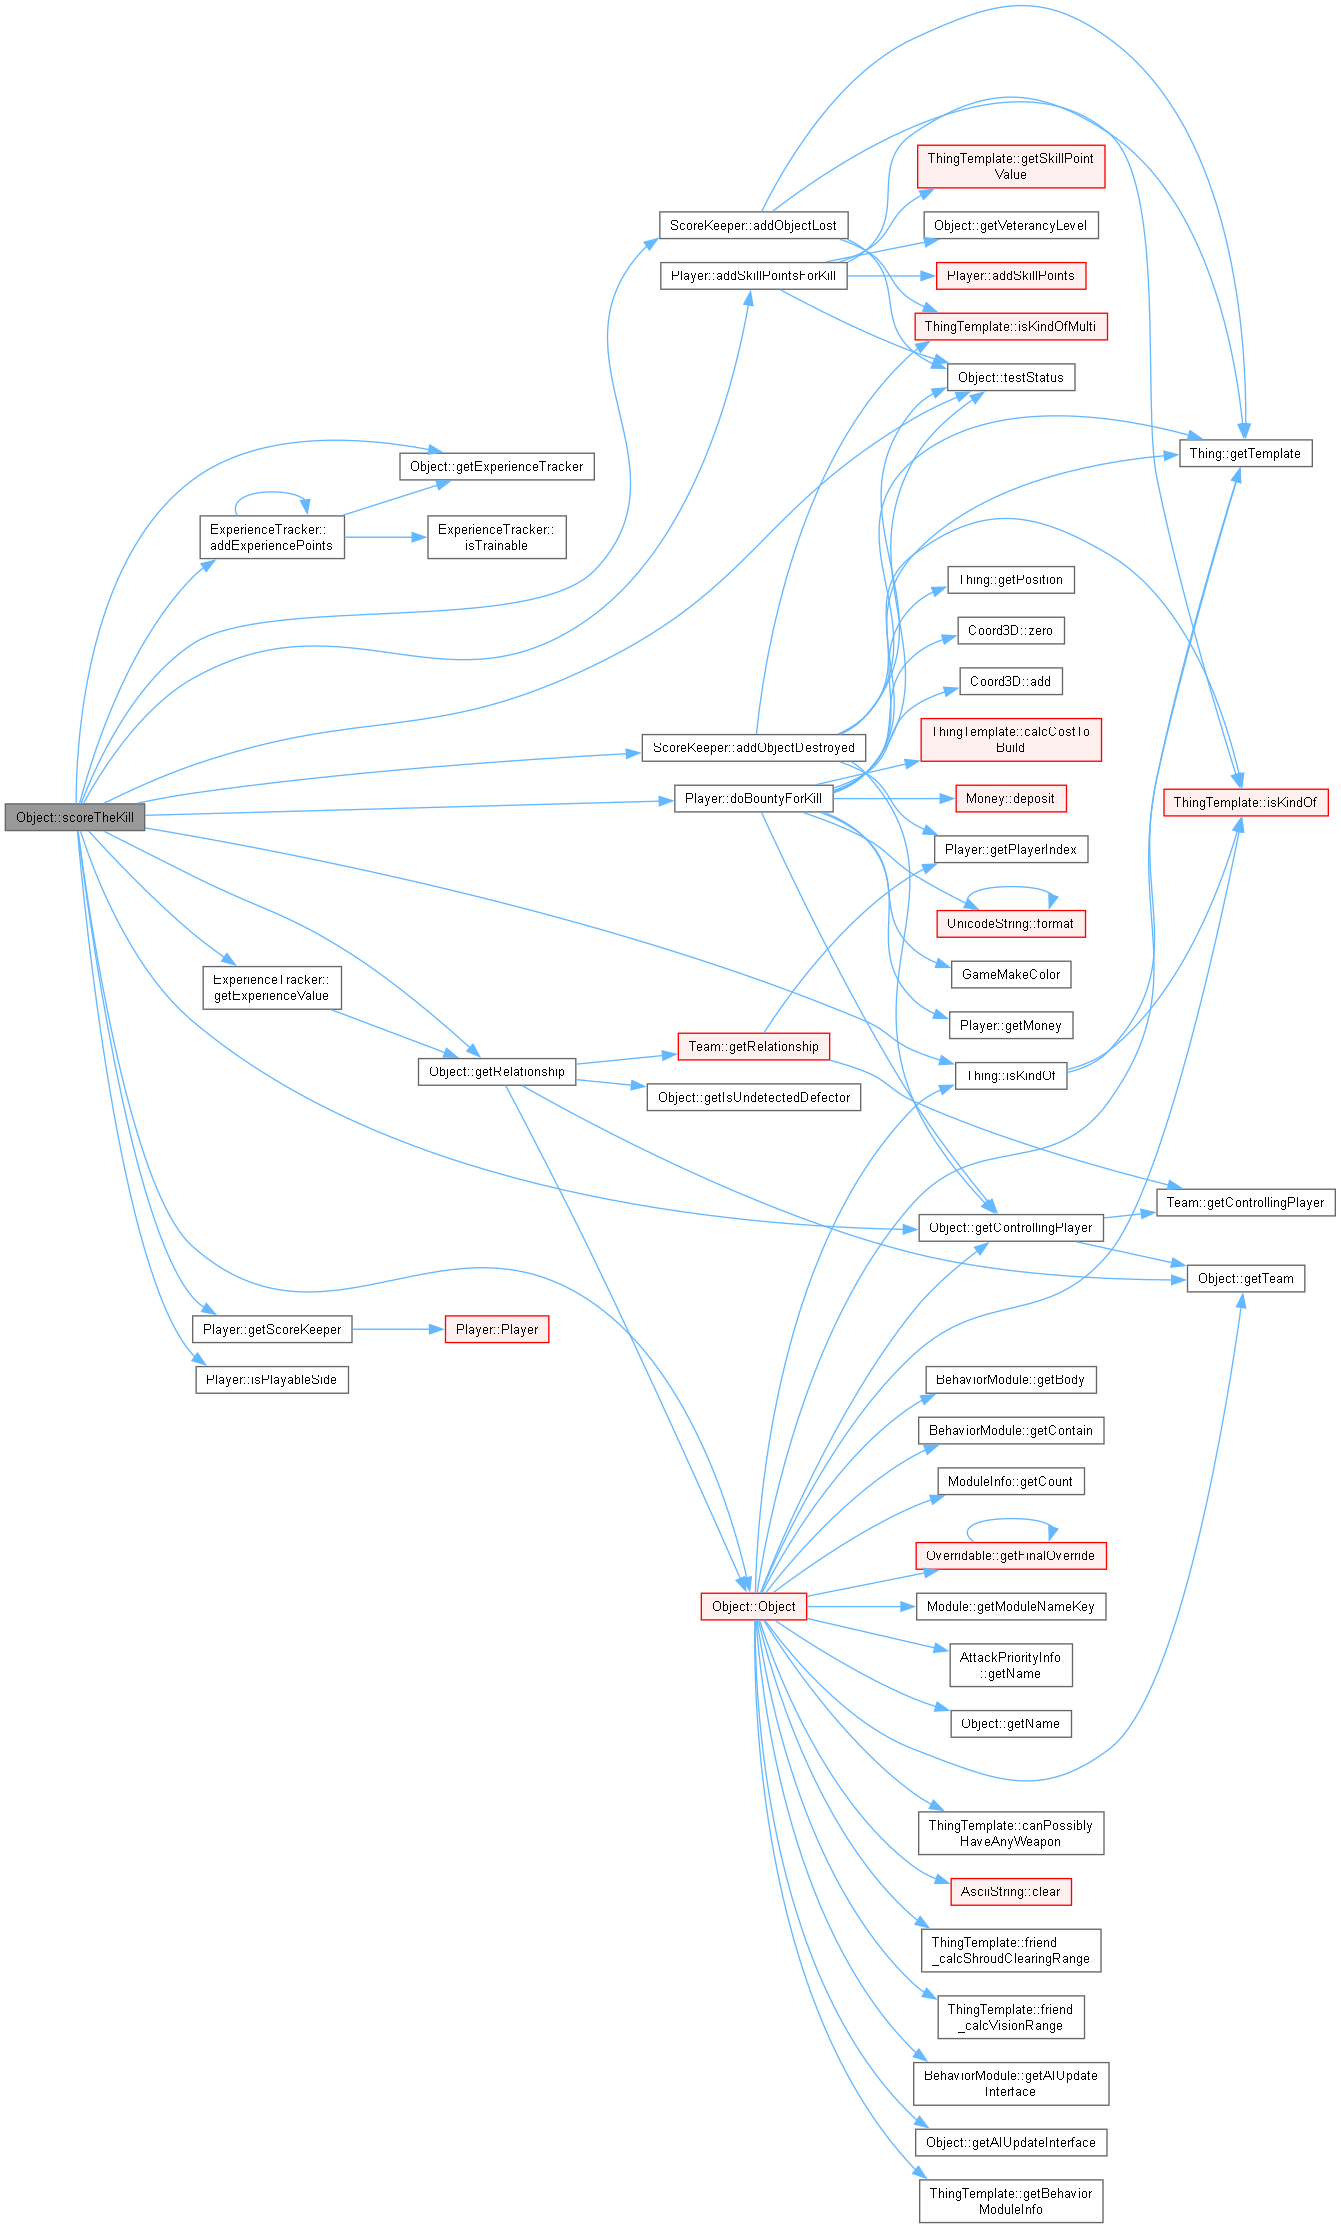 ThingTemplate::getSkillPoint
Value
ScoreKeeper::addObjectLost
Object::getVeterancyLevel
Player::addSkillPointsForKill
Player::addSkillPoints
ThingTemplate::isKindOfMulti
Object::testStatus
Thing::getTemplate
Object::getExperienceTracker
ExperienceTracker::
addExperiencePoints
ExperienceTracker::
isTrainable
Thing::getPosition
Coord3D::zero
Coord3D::add
ThingTemplate::calcCostTo
Build
ScoreKeeper::addObjectDestroyed
Player::doBountyForKill
Money::deposit
ThingTemplate::isKindOf
Object::scoreTheKill
Player::getPlayerIndex
UnicodeString::format
GameMakeColor
ExperienceTracker::
getExperienceValue
Player::getMoney
Team::getRelationship
Object::getRelationship
Thing::isKindOf
Object::getIsUndetectedDefector
Team::getControllingPlayer
Object::getControllingPlayer
Object::getTeam
Player::getScoreKeeper
Player::Player
Player::isPlayableSide
BehaviorModule::getBody
BehaviorModule::getContain
ModuleInfo::getCount
Overridable::getFinalOverride
Object::Object
Module::getModuleNameKey
AttackPriorityInfo
::getName
Object::getName
ThingTemplate::canPossibly
HaveAnyWeapon
AsciiString::clear
ThingTemplate::friend
_calcShroudClearingRange
ThingTemplate::friend
_calcVisionRange
BehaviorModule::getAIUpdate
Interface
Object::getAIUpdateInterface
ThingTemplate::getBehavior
ModuleInfo